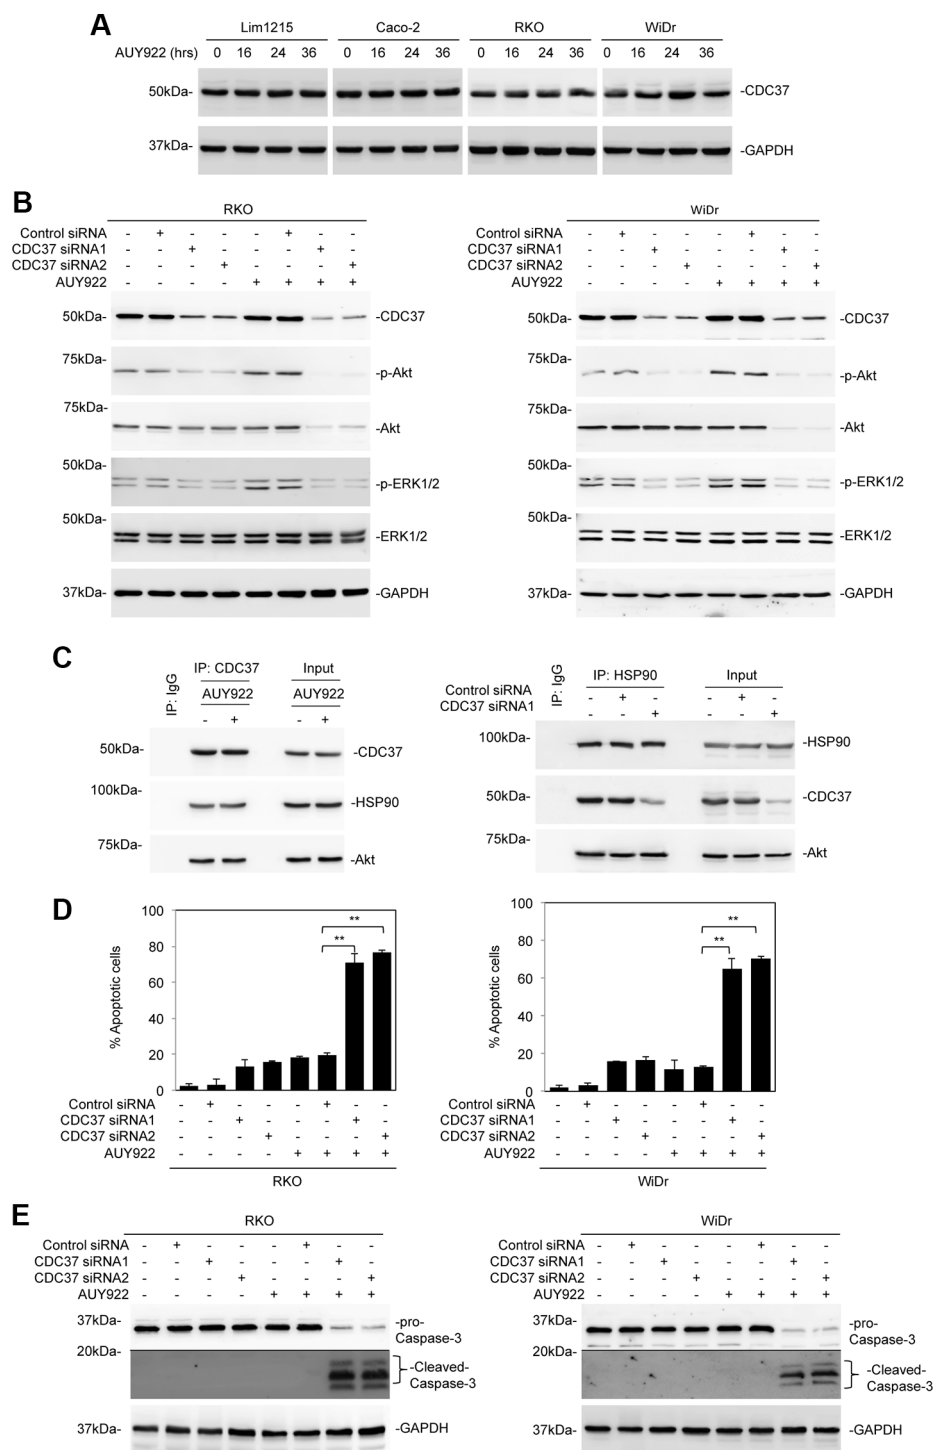 A
Lim1215 Caco-2 RKO WiDr
AUY922 (hrs) 0 16 24 36 0 16 24 36 0 16 24 36 0 16 24 36
50kDa- -CDC37
37kDa- -GAPDH
B
RKO
Control siRNA - + - - - + - -
CDC37 siRNA1 - - + - - - + -
CDC37 siRNA2 - - - + - - - +
AUY922 - - - - + + + +
50kDa- -CDC37
75kDa-
-p-Akt
75kDa-
-Akt
50kDa-
-p-ERK1/2
50kDa-
-ERK1/2
37kDa- -GAPDH
WiDr
Control siRNA - + - - - + - -
CDC37 siRNA1 - - + - - - + -
CDC37 siRNA2 - - - + - - - +
AUY922 - - - - + + + +
50kDa- -CDC37
75kDa-
-p-Akt
75kDa-
-Akt
50kDa-
-p-ERK1/2
50kDa-
-ERK1/2
37kDa- -GAPDH
C
IP: IgG
IP: CDC37 Input
AUY922 AUY922
- + - +
50kDa- -CDC37
100kDa-
-HSP90
75kDa-
-Akt
IP: IgG
IP: HSP90 Input
Control siRNA - + - - + -
CDC37 siRNA1 - - + - - +
100kDa- -HSP90
50kDa- -CDC37
75kDa-
-Akt
D
% Apoptotic cells
100
80
60
40
20
0
**
**
Control siRNA - + - - - + - -
CDC37 siRNA1 - - + - - - + -
CDC37 siRNA2 - - - + - - - +
AUY922 - - - - + + + +
RKO
% Apoptotic cells
100
80
60
40
20
0
**
**
Control siRNA - + - - - + - -
CDC37 siRNA1 - - + - - - + -
CDC37 siRNA2 - - - + - - - +
AUY922 - - - - + + + +
WiDr
E
RKO
Control siRNA - + - - - + - -
CDC37 siRNA1 - - + - - - + -
CDC37 siRNA2 - - - + - - - +
AUY922 - - - - + + + +
37kDa- -pro-
Caspase-3
20kDa-
-Cleaved-
Caspase-3
37kDa- -GAPDH
WiDr
Control siRNA - + - - - + - -
CDC37 siRNA1 - - + - - - + -
CDC37 siRNA2 - - - + - - - +
AUY922 - - - - + + + +
37kDa- -pro-
Caspase-3
20kDa-
-Cleaved-
Caspase-3
37kDa- -GAPDH